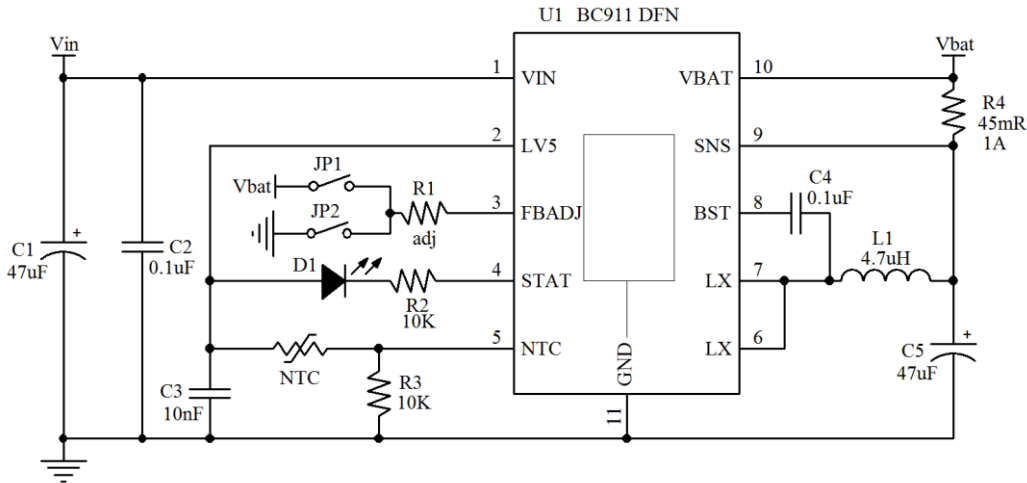 U1 BC911 DFN
Vin
Vbat
1
VIN
VBAT
10
R4
45mR
1A
2
LV5
SNS
9
JP1
Vbat
R1
adj
3
FBADJ
BST
8
C4
0.1uF
JP2
C1
+
47uF
C2
0.1uF
D1
R2
10K
4
STAT
LX
7
L1
4.7uH
5
NTC
LX
6
NTC
C3
10nF
R3
10K
GND
11
C5
+
47uF